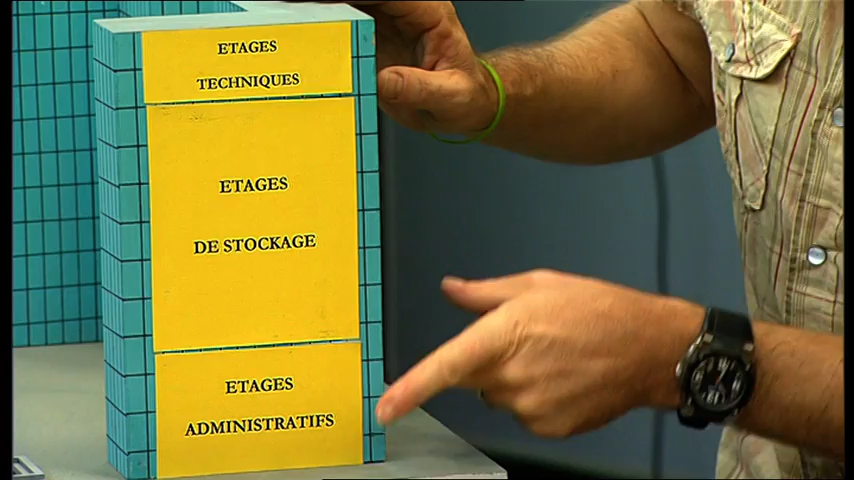 ETAGES
TECHNIQUES
ETAGES
DE STOCKAGE
ETAGES
ADMINISTRATIFS